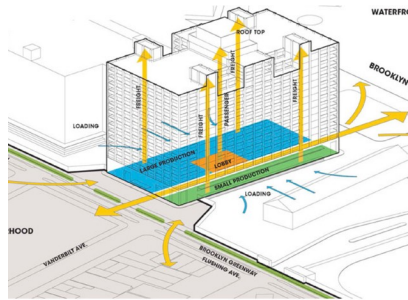 WATERFRO
ROOF TOP
BROOKLYN
FREIGHT
FREIGHT
PASSENGER
FREIGHT
FREIGHT
LOADING
LARGE PRODUCTION
LOBBY
SMALL PRODUCTION
LOADING
RHOOD
VANDERBILT AVE.
BROOKLYN GREENWAY
FLUSHING AVE.